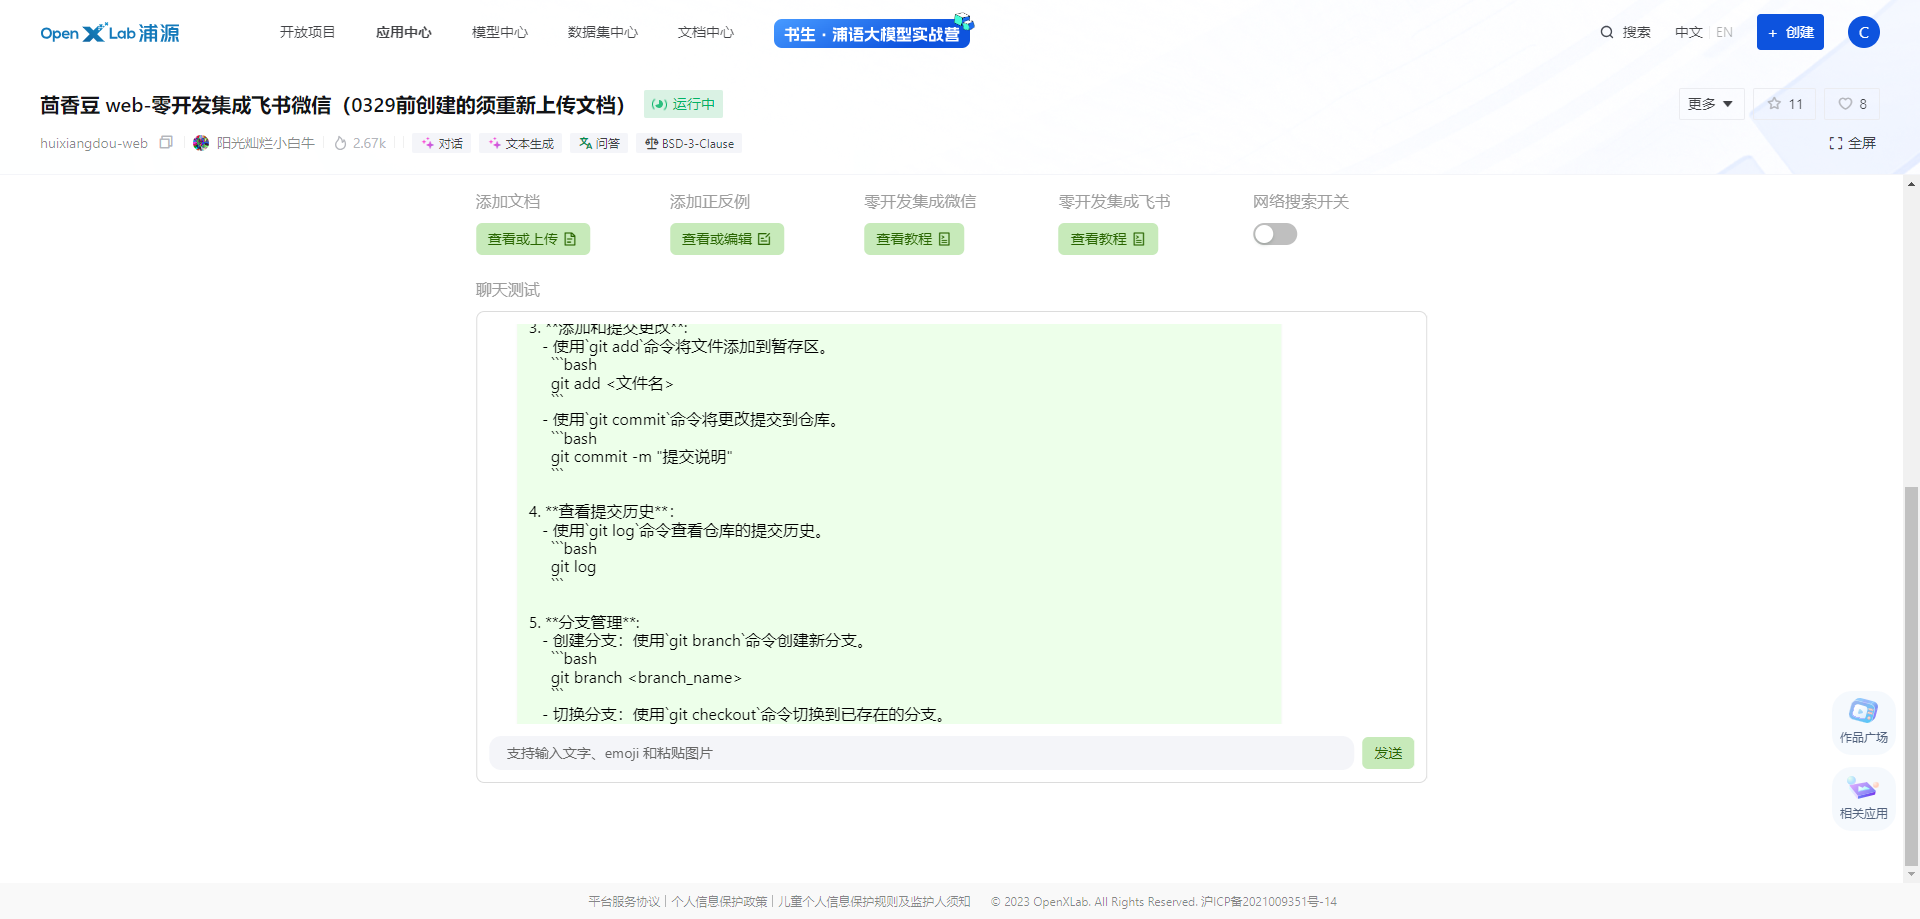 OpenXLab浦源
开放项目
应用中心
模型中心
数据集中心
文档中心
书生・浦语大模型实战营
搜索
中文 | EN
+ 创建
C
茴香豆 web-零开发集成飞书微信（0329前创建的须重新上传文档）
运行中
更多
11
8
huixiangdou-web
阳光灿烂小白牛
2.67k
对话
文本生成
问答
BSD-3-Clause
全屏
添加文档
添加正反例
零开发集成微信
零开发集成飞书
网络搜索开关
查看或上传
查看或编辑
查看教程
查看教程
聊天测试
3. **添加和提交更改**:
- 使用`git add`命令将文件添加到暂存区。
```bash
git add <文件名>
```
- 使用`git commit`命令将更改提交到仓库。
```bash
git commit -m "提交说明"
```
4. **查看提交历史**:
- 使用`git log`命令查看仓库的提交历史。
```bash
git log
```
5. **分支管理**:
- 创建分支：使用`git branch`命令创建新分支。
```bash
git branch <branch_name>
```
- 切换分支：使用`git checkout`命令切换到已存在的分支。
支持输入文字、emoji 和粘贴图片
发送
作品广场
相关应用
平台服务协议 | 个人信息保护政策 | 儿童个人信息保护规则及监护人须知 © 2023 OpenXLab. All Rights Reserved. 沪ICP备2021009351号-14